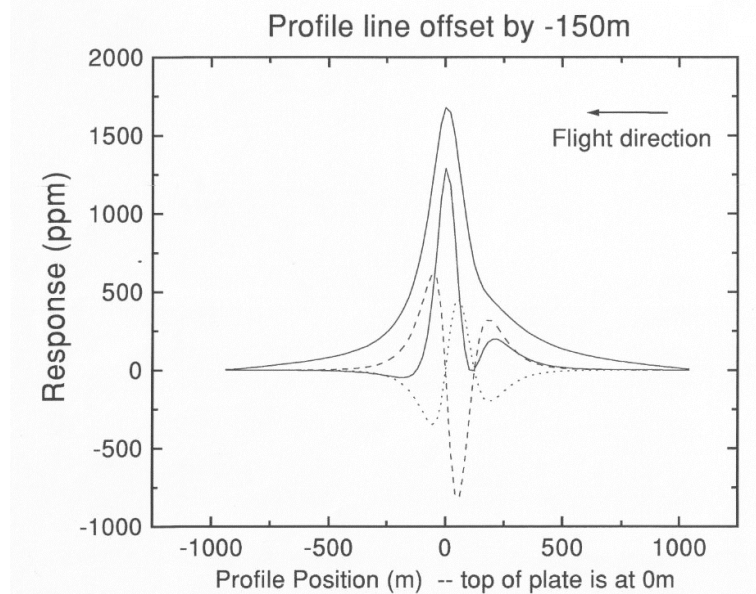 Profile line offset by -150m
2000
1500
1000
500
0
-500
-1000
Response (ppm)
Flight direction
-1000 -500 0 500 1000
Profile Position (m) -- top of plate is at 0m